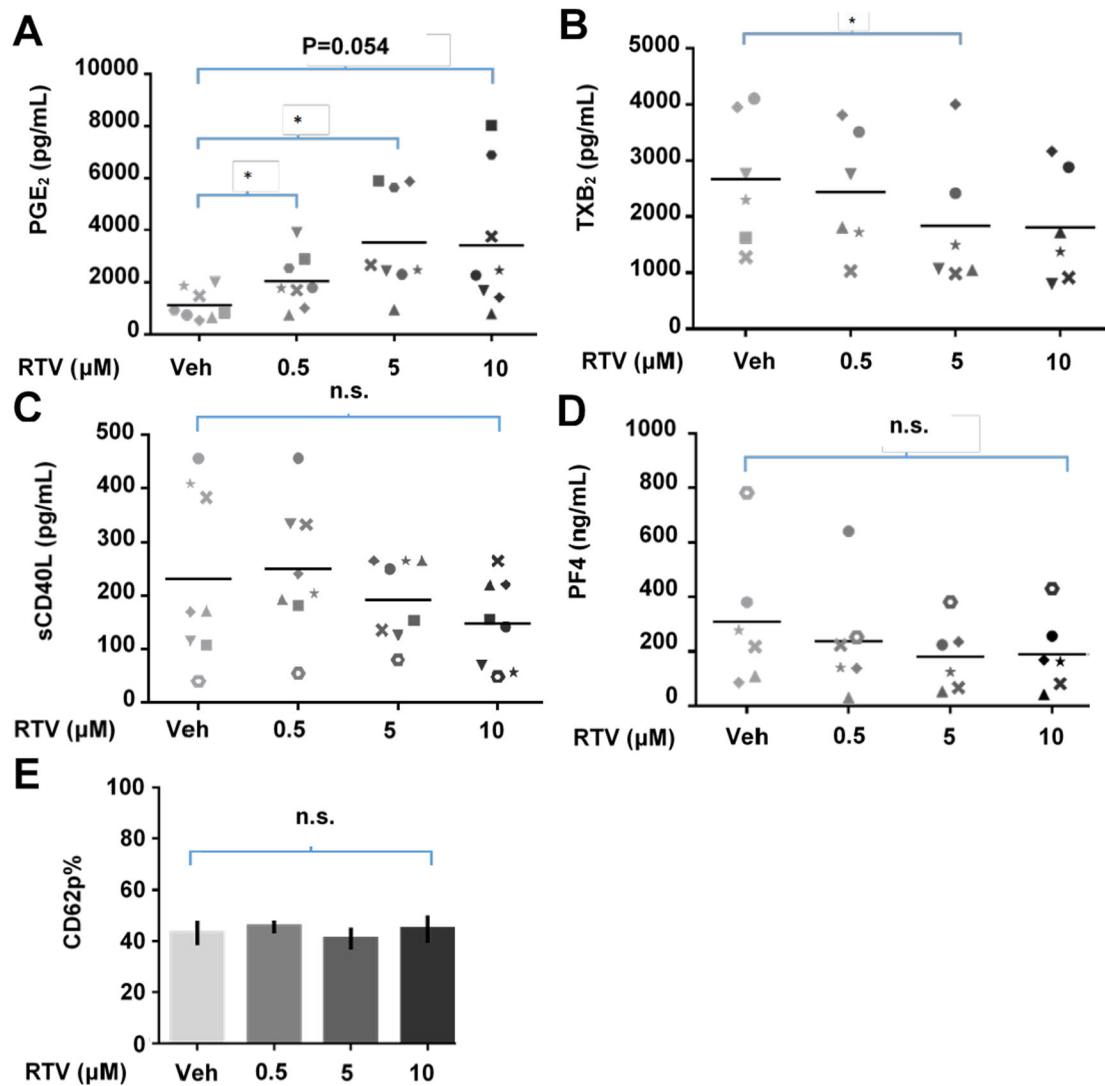 A
P=0.054
*
*
10000
8000
6000
4000
2000
0
PGE₂ (pg/mL)
RTV (µM) Veh 0.5 5 10
B
*
5000
4000
3000
2000
1000
0
TXB₂ (pg/mL)
RTV (µM) Veh 0.5 5 10
C
n.s.
500
400
300
200
100
0
sCD40L (pg/mL)
RTV (µM) Veh 0.5 5 10
D
n.s.
1000
800
600
400
200
0
PF4 (ng/mL)
RTV (µM) Veh 0.5 5 10
E
n.s.
100
80
60
40
20
0
CD62p%
RTV (µM) Veh 0.5 5 10